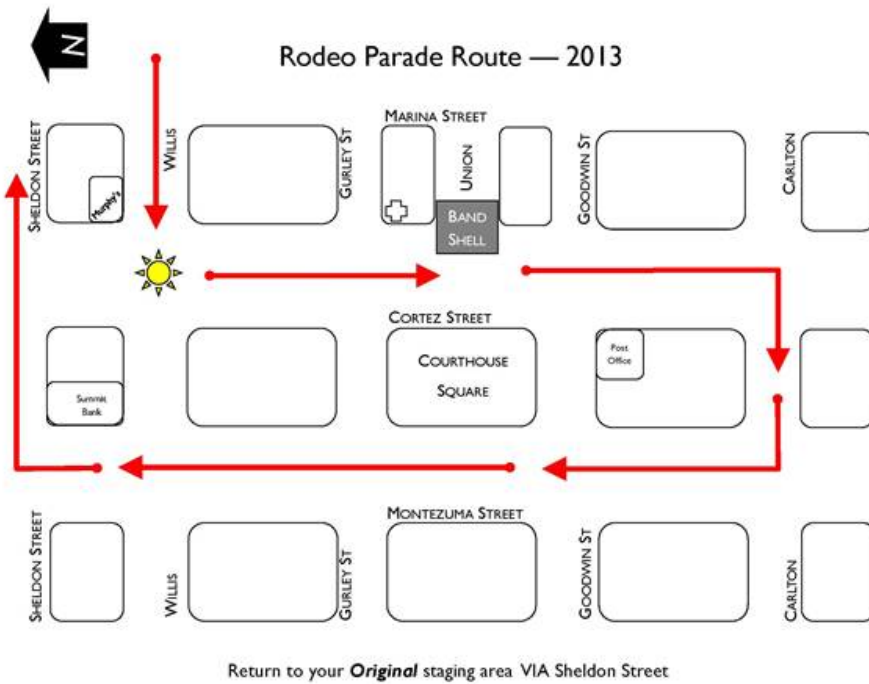 N
Rodeo Parade Route — 2013
MARINA STREET
SHELDON STREET
WILLIS
GURLEY ST
UNION
GOODWIN ST
CARLTON
Murphy's
BAND
SHELL
CORTEZ STREET
COURTHOUSE
SQUARE
Post
Office
Summit
Bank
MONTEZUMA STREET
SHELDON STREET
WILLIS
GURLEY ST
GOODWIN ST
CARLTON
Return to your Original staging area VIA Sheldon Street